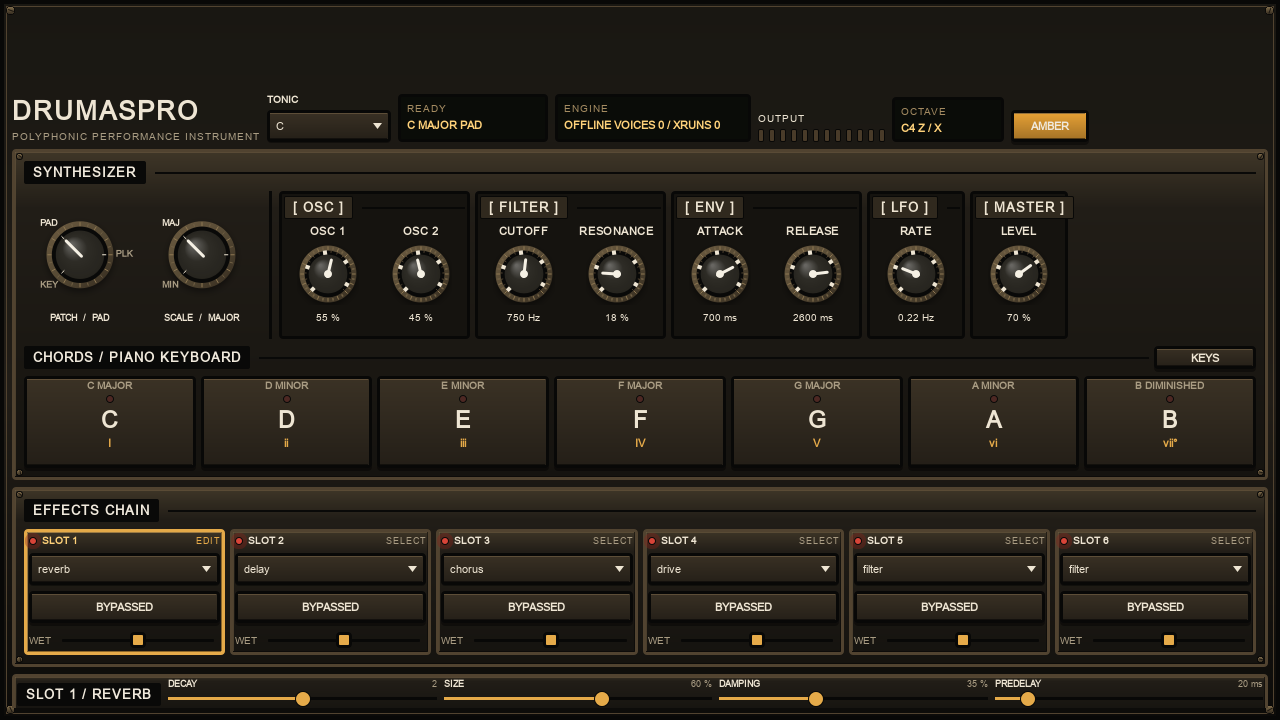 DRUMASPRO
POLYPHONIC PERFORMANCE INSTRUMENT
TONIC
C
READY
C MAJOR PAD
ENGINE
OFFLINE VOICES 0 / XRUNS 0
OUTPUT
OCTAVE
C4 Z / X
AMBER
SYNTHESIZER
PAD
PLK
KEY
PATCH / PAD
MAJ
MIN
SCALE / MAJOR
[ OSC ]
OSC 1
OSC 2
55 %
45 %
[ FILTER ]
CUTOFF
RESONANCE
750 Hz
18 %
[ ENV ]
ATTACK
RELEASE
700 ms
2600 ms
[ LFO ]
RATE
0.22 Hz
[ MASTER ]
LEVEL
70 %
CHORDS / PIANO KEYBOARD
KEYS
C MAJOR
C
I
D MINOR
D
ii
E MINOR
E
iii
F MAJOR
F
IV
G MAJOR
G
V
A MINOR
A
vi
B DIMINISHED
B
vii°
EFFECTS CHAIN
SLOT 1 EDIT
reverb
BYPASSED
WET
SLOT 2 SELECT
delay
BYPASSED
WET
SLOT 3 SELECT
chorus
BYPASSED
WET
SLOT 4 SELECT
drive
BYPASSED
WET
SLOT 5 SELECT
filter
BYPASSED
WET
SLOT 6 SELECT
filter
BYPASSED
WET
SLOT 1 / REVERB
DECAY 2
SIZE 60 %
DAMPING 35 %
PREDELAY 20 ms